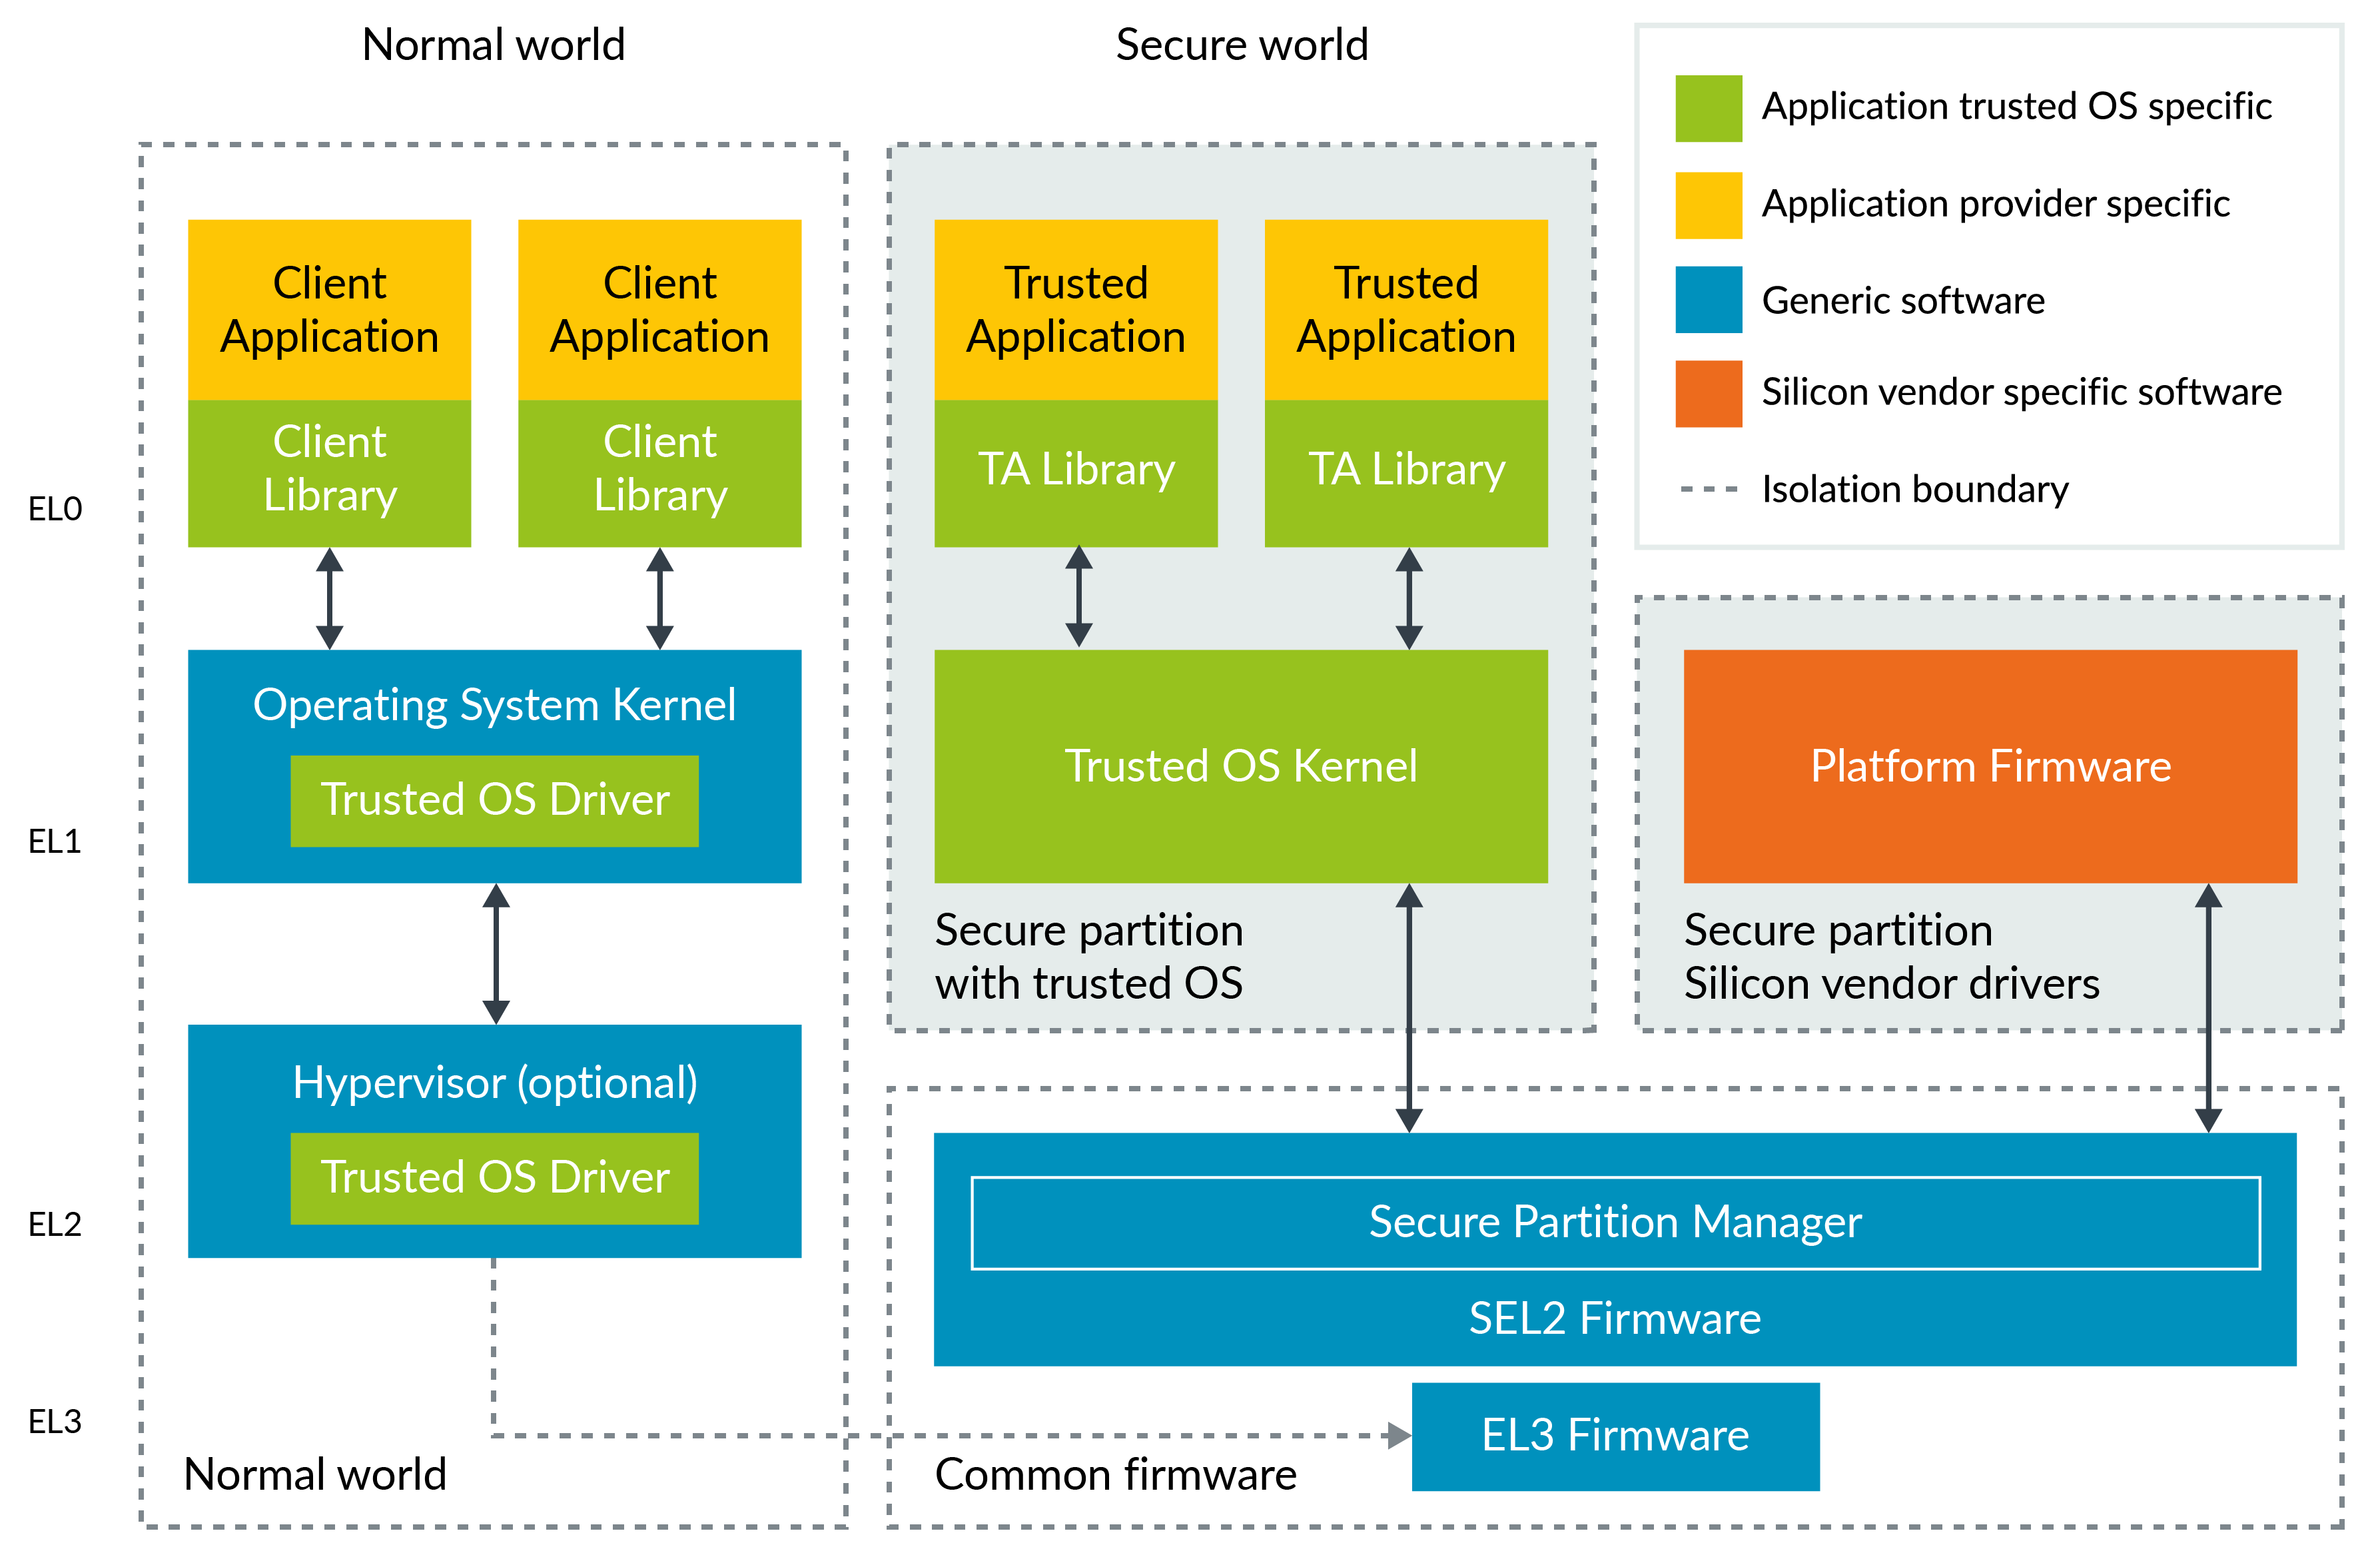 Normal world
Secure world
Application trusted OS specific
Application provider specific
Generic software
Silicon vendor specific software
Isolation boundary
Client
Application
Client
Application
Trusted
Application
Trusted
Application
Client
Library
Client
Library
TA Library
TA Library
EL0
Operating System Kernel
Trusted OS Driver
Trusted OS Kernel
Platform Firmware
EL1
Secure partition
with trusted OS
Secure partition
Silicon vendor drivers
Hypervisor (optional)
Trusted OS Driver
EL2
Secure Partition Manager
SEL2 Firmware
EL3
EL3 Firmware
Normal world
Common firmware